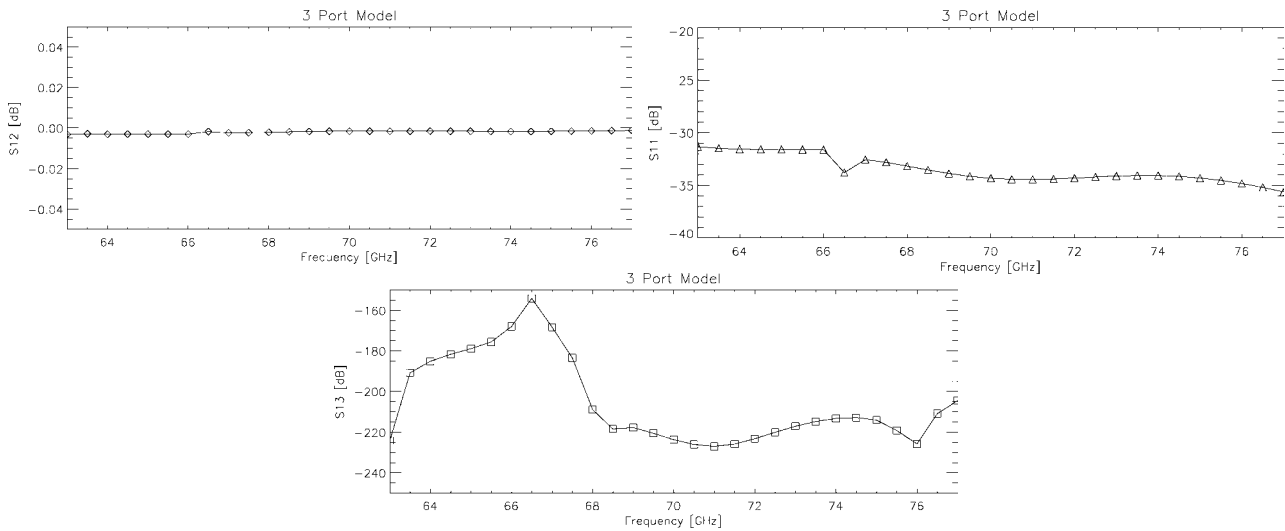 3 Port Model
0.04
0.02
0.00
-0.02
-0.04
S12 [dB]
64 66 68 70 72 74 76
Frecuency [GHz]
3 Port Model
-20
-25
-30
-35
-40
S11 [dB]
64 66 68 70 72 74 76
Frequency [GHz]
3 Port Model
-160
-180
-200
-220
-240
S13 [dB]
64 66 68 70 72 74 76
Frequency [GHz]